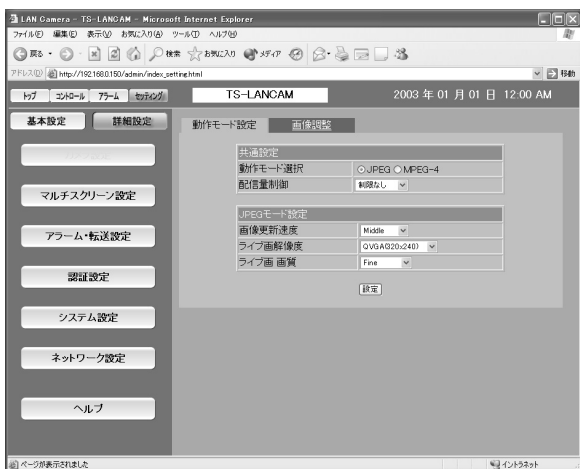 LAN Camera - TS-LANCAM - Microsoft Internet Explorer
ファイル(F) 編集(E) 表示(V) お気に入り(A) ツール(T) ヘルプ(H)
戻る 検索 お気に入り メディア
アドレス(D) http://192.168.0.150/admin/index_setting.html 移動
トップ コントロール アラーム セッティング TS-LANCAM 2003 年 01 月 01 日 12:00 AM
基本設定 詳細設定 動作モード設定 画像調整
共通設定
動作モード選択 JPEG MPEG-4
配信量制御 制限なし
マルチスクリーン設定
JPEGモード設定
アラーム・転送設定
画像更新速度 Middle
ライブ画解像度 QVGA(320x240)
ライブ画 画質 Fine
認証設定
設定
システム設定
ネットワーク設定
ヘルプ
ページが表示されました イントラネット